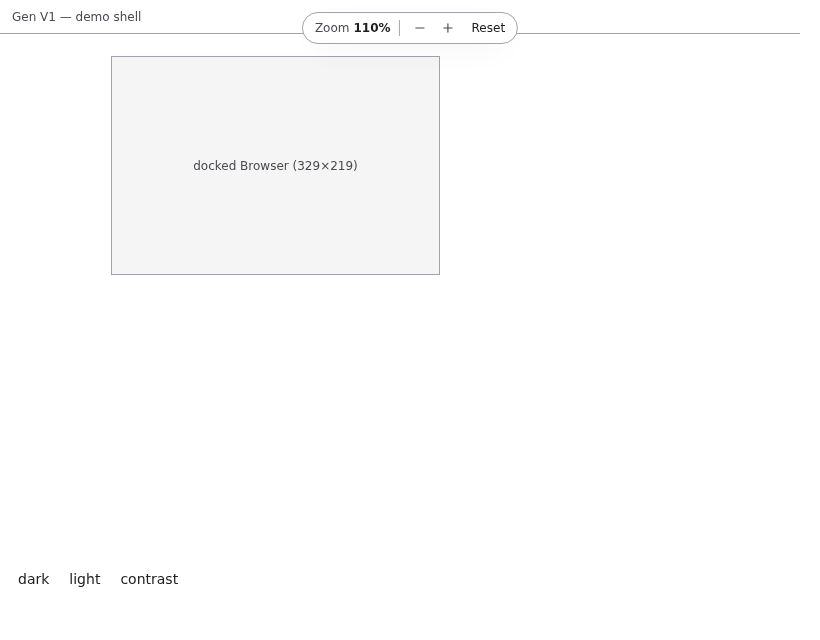 Gen V1 — demo shell
Zoom 110% − + Reset
docked Browser (329×219)
dark light contrast